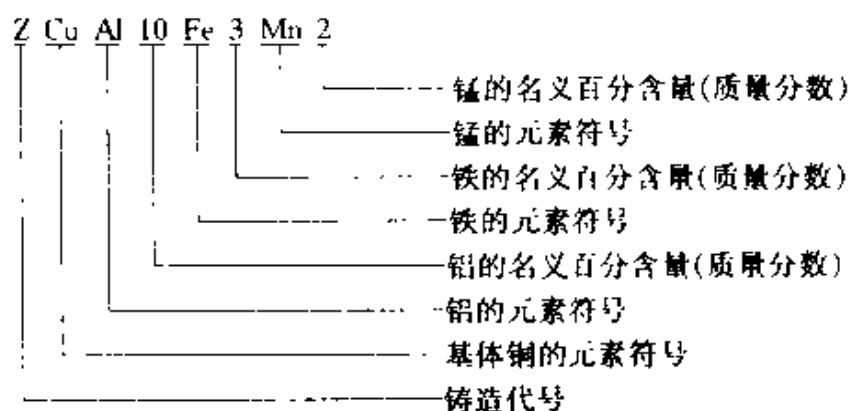 Z Cu Al 10 Fe 3 Mn 2
锰的名义百分含量(质量分数)
锰的元素符号
铁的名义百分含量(质量分数)
铁的元素符号
铝的名义百分含量(质量分数)
铝的元素符号
基体铜的元素符号
铸造代号